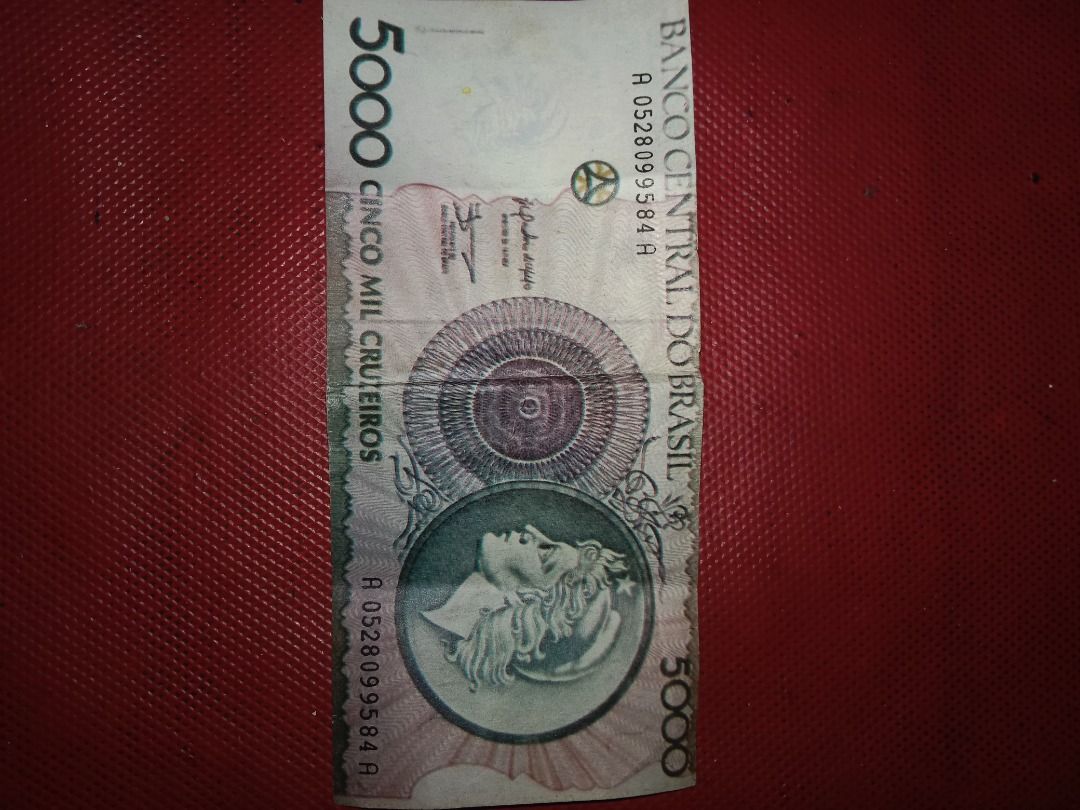 BANCO CENTRAL DO BRASIL
5000
A 0528099584 A
5000 CINCO MIL CRUZEIROS
A 0528099584 A